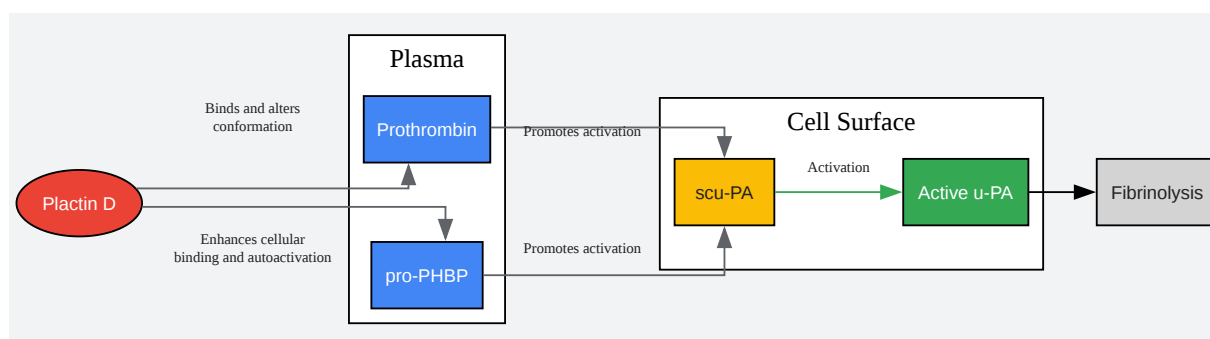 Plasma
Binds and alters
conformation
Prothrombin
Promotes activation
Cell Surface
Plactin D
scu-PA
Activation
Active u-PA
Fibrinolysis
Enhances cellular
binding and autoactivation
pro-PHBP
Promotes activation